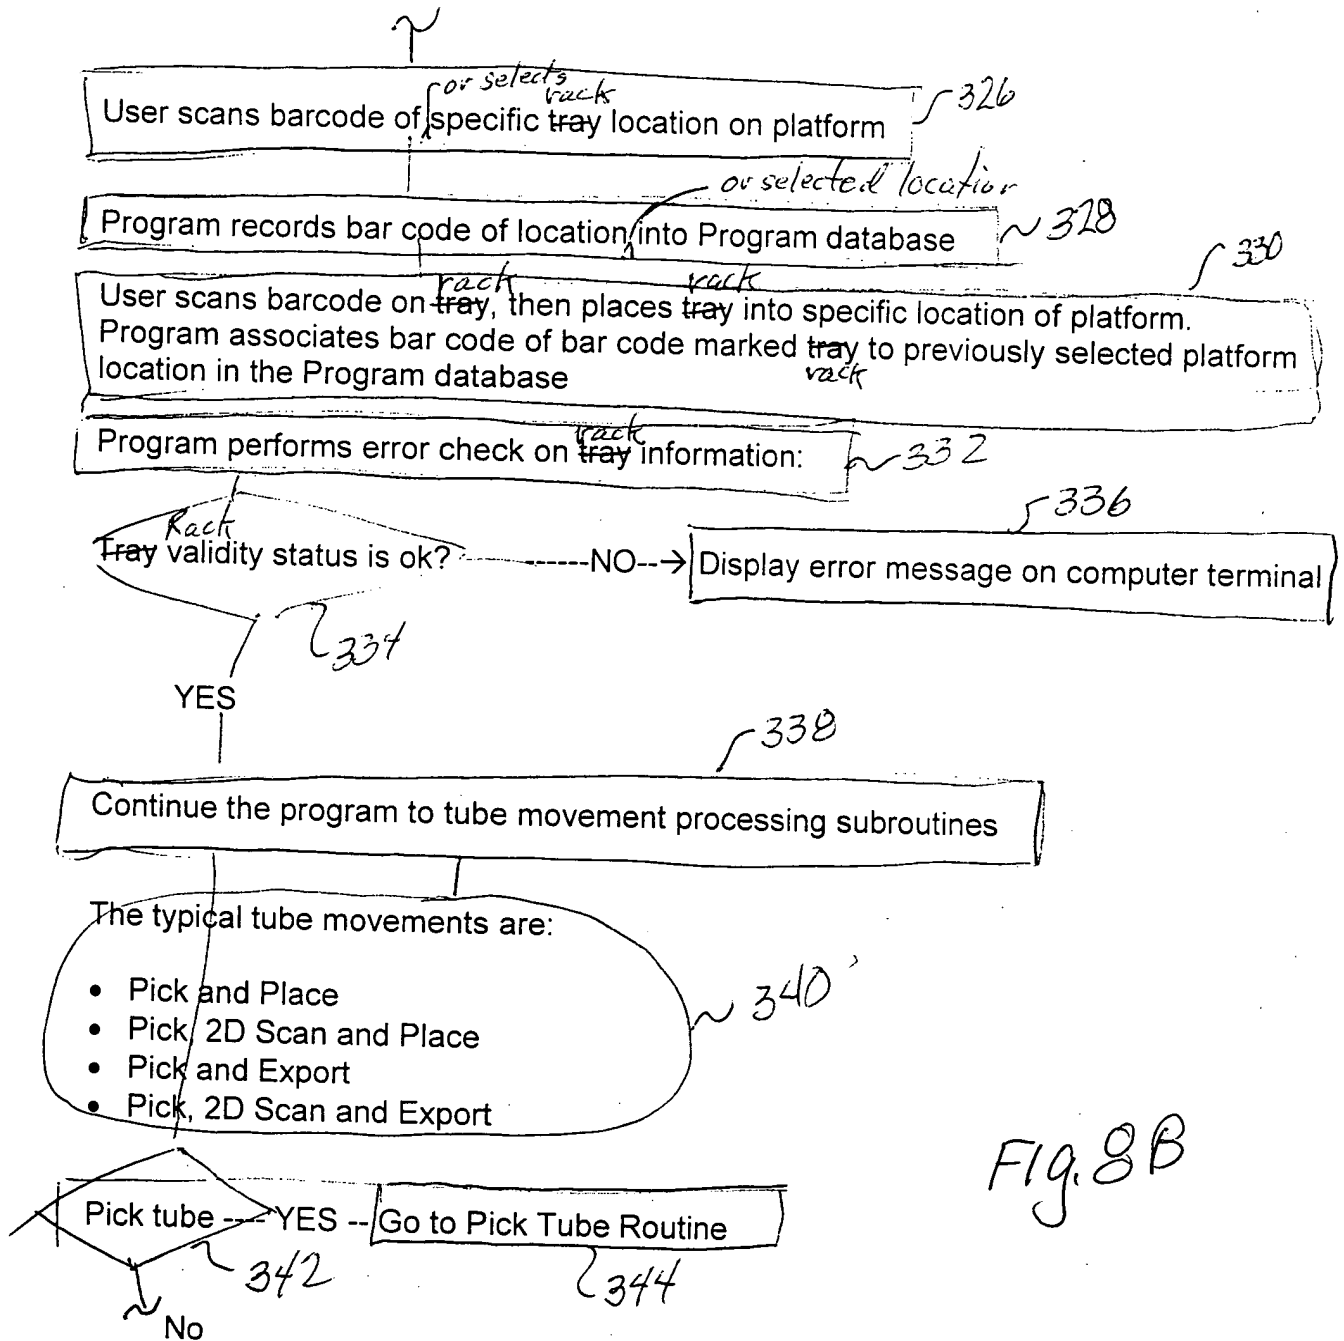 or selects
rack
User scans barcode of specific tray location on platform
326
or selected location
Program records bar code of location into Program database
328
330
rack rack
User scans barcode on tray, then places tray into specific location of platform.
Program associates bar code of bar code marked tray to previously selected platform
rack
location in the Program database
rack
Program performs error check on tray information:
332
336
Rack
Tray validity status is ok? ------NO--→ Display error message on computer terminal
334
YES
338
Continue the program to tube movement processing subroutines
The typical tube movements are:
• Pick and Place
• Pick, 2D Scan and Place
• Pick and Export
• Pick, 2D Scan and Export
340
Pick tube ---- YES -- Go to Pick Tube Routine
342
344
No
Fig. 8B